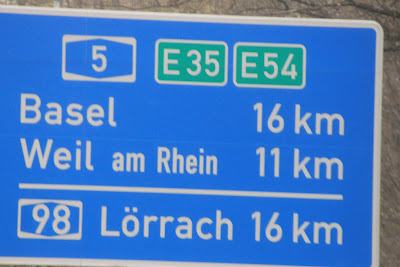 5 E35 E54
Basel 16 km
Weil am Rhein 11 km
98 Lörrach 16 km